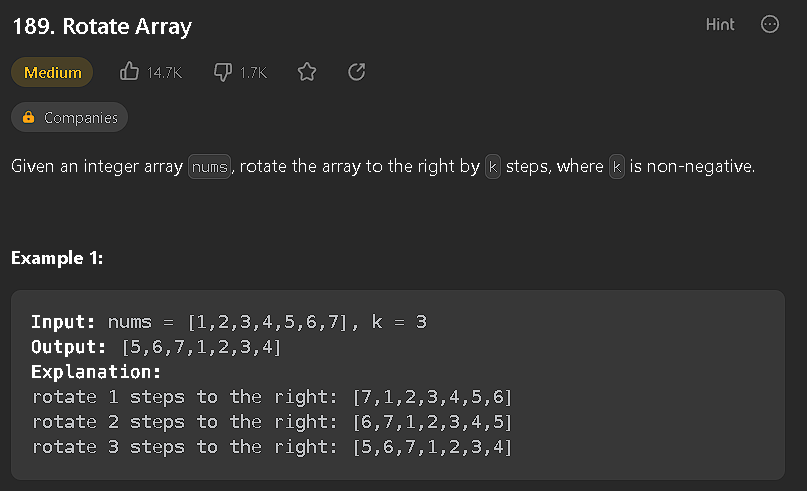 189. Rotate Array
Hint
Medium 14.7K 1.7K
Companies
Given an integer array nums, rotate the array to the right by k steps, where k is non-negative.
Example 1:
Input: nums = [1,2,3,4,5,6,7], k = 3
Output: [5,6,7,1,2,3,4]
Explanation:
rotate 1 steps to the right: [7,1,2,3,4,5,6]
rotate 2 steps to the right: [6,7,1,2,3,4,5]
rotate 3 steps to the right: [5,6,7,1,2,3,4]